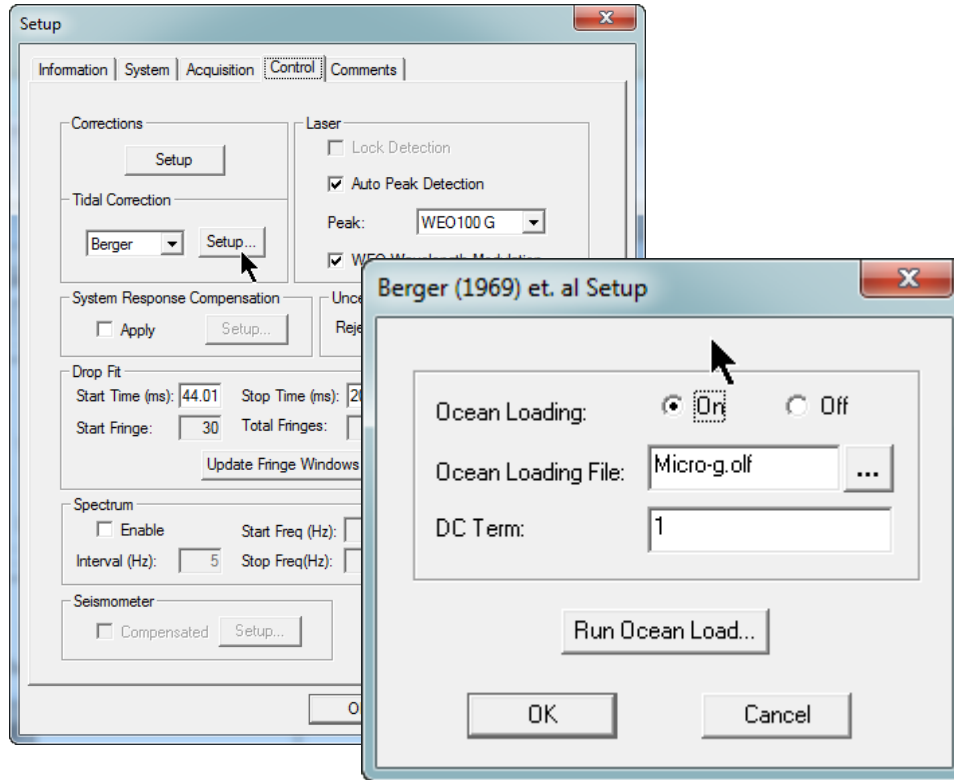 Setup
Information System Acquisition Control Comments
Corrections
Setup
Tidal Correction
Berger Setup...
Laser
Lock Detection
Auto Peak Detection
Peak: WEO100 G
System Response Compensation
Apply Setup...
Drop Fit
Start Time (ms): 44.01 Stop Time (ms):
Start Fringe: 30 Total Fringes:
Update Fringe Windows
Spectrum
Enable Start Freq (Hz):
Interval (Hz): 5 Stop Freq(Hz):
Seismometer
Compensated Setup...
Berger (1969) et. al Setup
Ocean Loading: On Off
Ocean Loading File: Micro-g.olf ...
DC Term: 1
Run Ocean Load...
OK Cancel